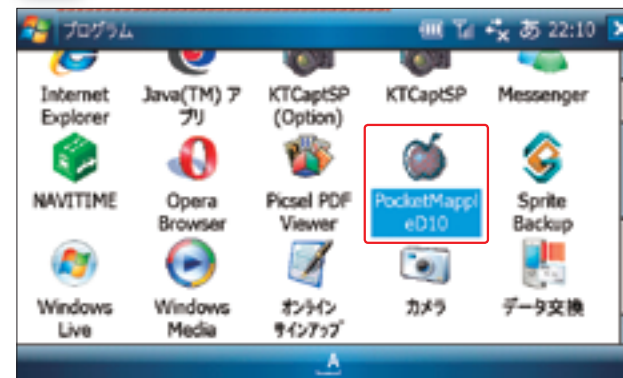 プログラム
あ 22:10
Internet Java(TM) ア KTCaptSP KTCaptSP Messenger
Explorer プリ (Option)
NAVITIME Opera Picsel PDF PocketMappl Sprite
Browser Viewer eD10 Backup
Windows Windows オンライン カメラ データ交換
Live Media サインアップ
A